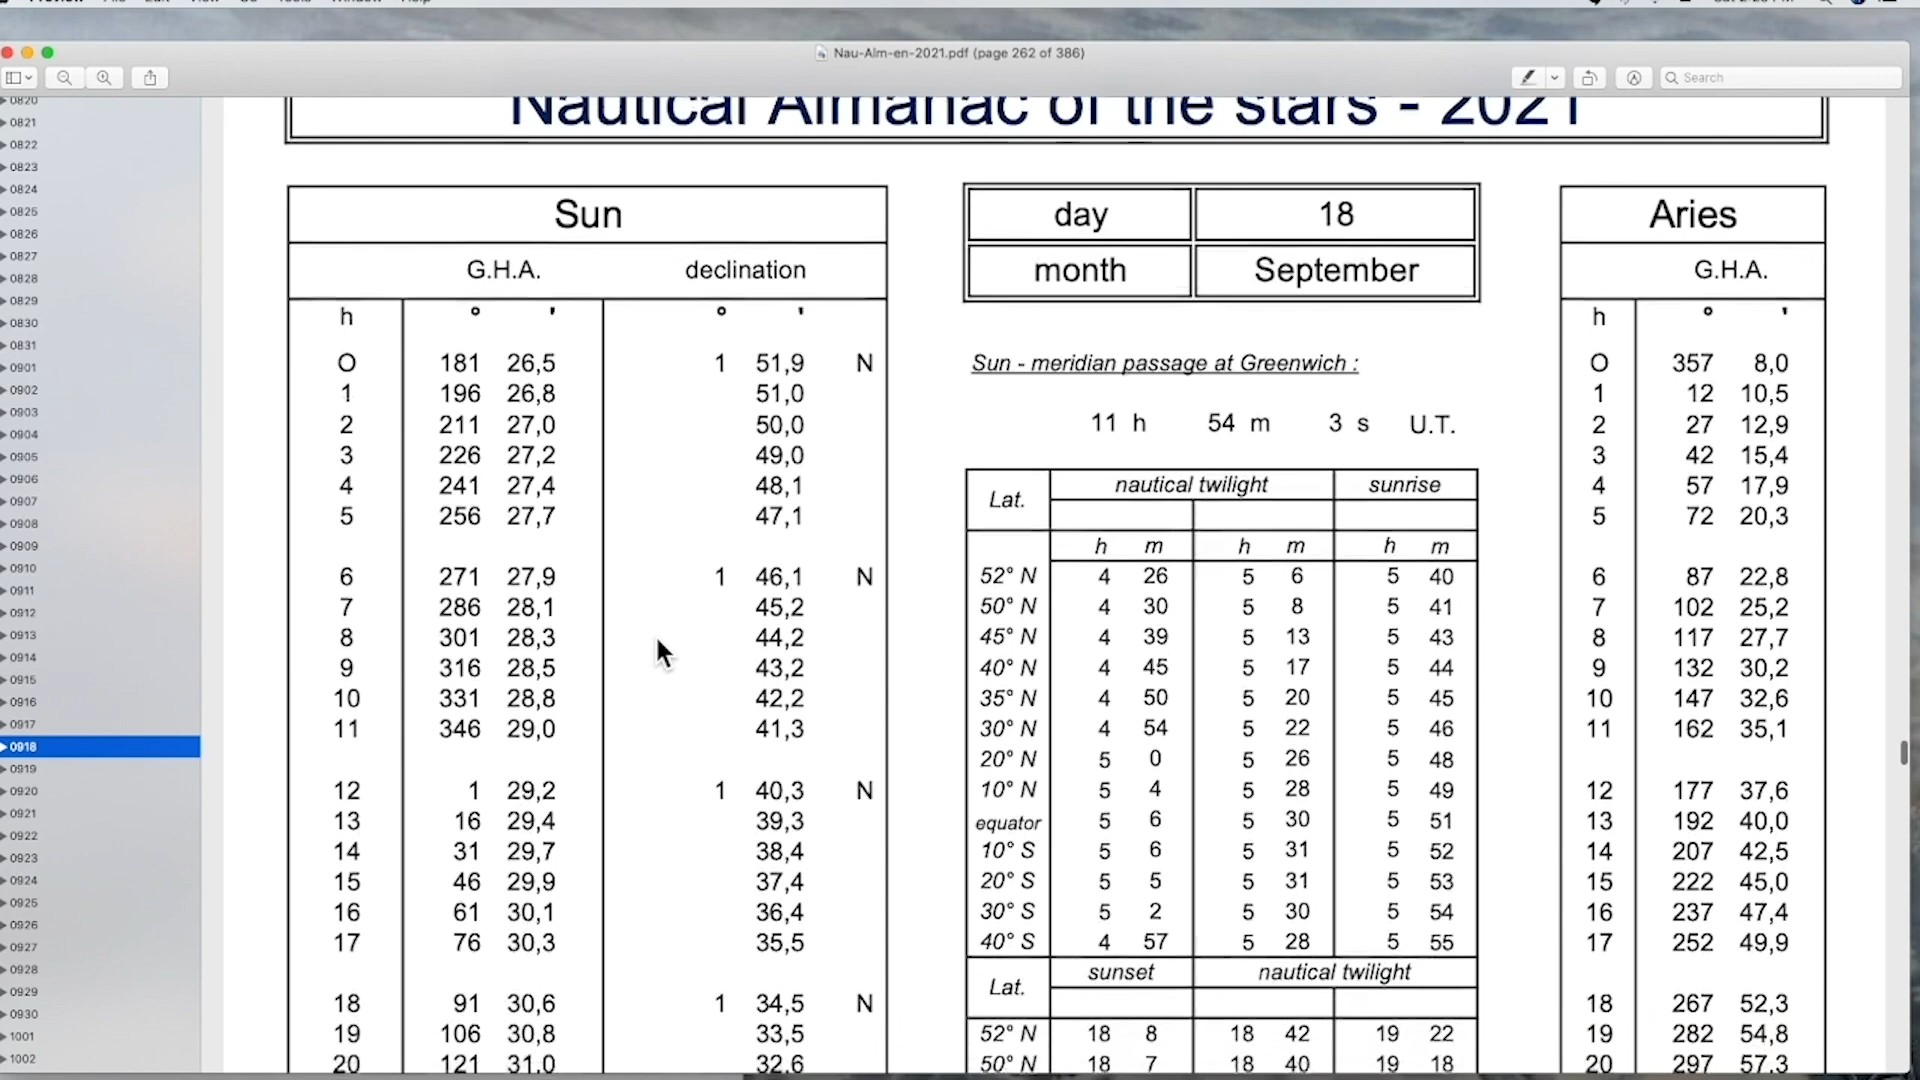 Nau-Alm-en-2021.pdf (page 262 of 386)
Search
0820
0821
0822
0823
0824
0825
0826
0827
0828
0829
0830
0831
0901
0902
0903
0904
0905
0906
0907
0908
0909
0910
0911
0912
0913
0914
0915
0916
0917
0918
0919
0920
0921
0922
0923
0924
0925
0926
0927
0928
0929
0930
1001
1002
Nautical Almanac of the stars - 2021
Sun
G.H.A. declination
h ° ' ° '
0 181 26,5 1 51,9 N
1 196 26,8 51,0
2 211 27,0 50,0
3 226 27,2 49,0
4 241 27,4 48,1
5 256 27,7 47,1
6 271 27,9 1 46,1 N
7 286 28,1 45,2
8 301 28,3 44,2
9 316 28,5 43,2
10 331 28,8 42,2
11 346 29,0 41,3
12 1 29,2 1 40,3 N
13 16 29,4 39,3
14 31 29,7 38,4
15 46 29,9 37,4
16 61 30,1 36,4
17 76 30,3 35,5
18 91 30,6 1 34,5 N
19 106 30,8 33,5
20 121 31,0 32,6
day 18
month September
Sun - meridian passage at Greenwich :
11 h 54 m 3 s U.T.
Lat. nautical twilight sunrise
h m h m h m
52° N 4 26 5 6 5 40
50° N 4 30 5 8 5 41
45° N 4 39 5 13 5 43
40° N 4 45 5 17 5 44
35° N 4 50 5 20 5 45
30° N 4 54 5 22 5 46
20° N 5 0 5 26 5 48
10° N 5 4 5 28 5 49
equator 5 6 5 30 5 51
10° S 5 6 5 31 5 52
20° S 5 5 5 31 5 53
30° S 5 2 5 30 5 54
40° S 4 57 5 28 5 55
Lat. sunset nautical twilight
52° N 18 8 18 42 19 22
50° N 18 7 18 40 19 18
Aries
G.H.A.
h ° '
0 357 8,0
1 12 10,5
2 27 12,9
3 42 15,4
4 57 17,9
5 72 20,3
6 87 22,8
7 102 25,2
8 117 27,7
9 132 30,2
10 147 32,6
11 162 35,1
12 177 37,6
13 192 40,0
14 207 42,5
15 222 45,0
16 237 47,4
17 252 49,9
18 267 52,3
19 282 54,8
20 297 57,3